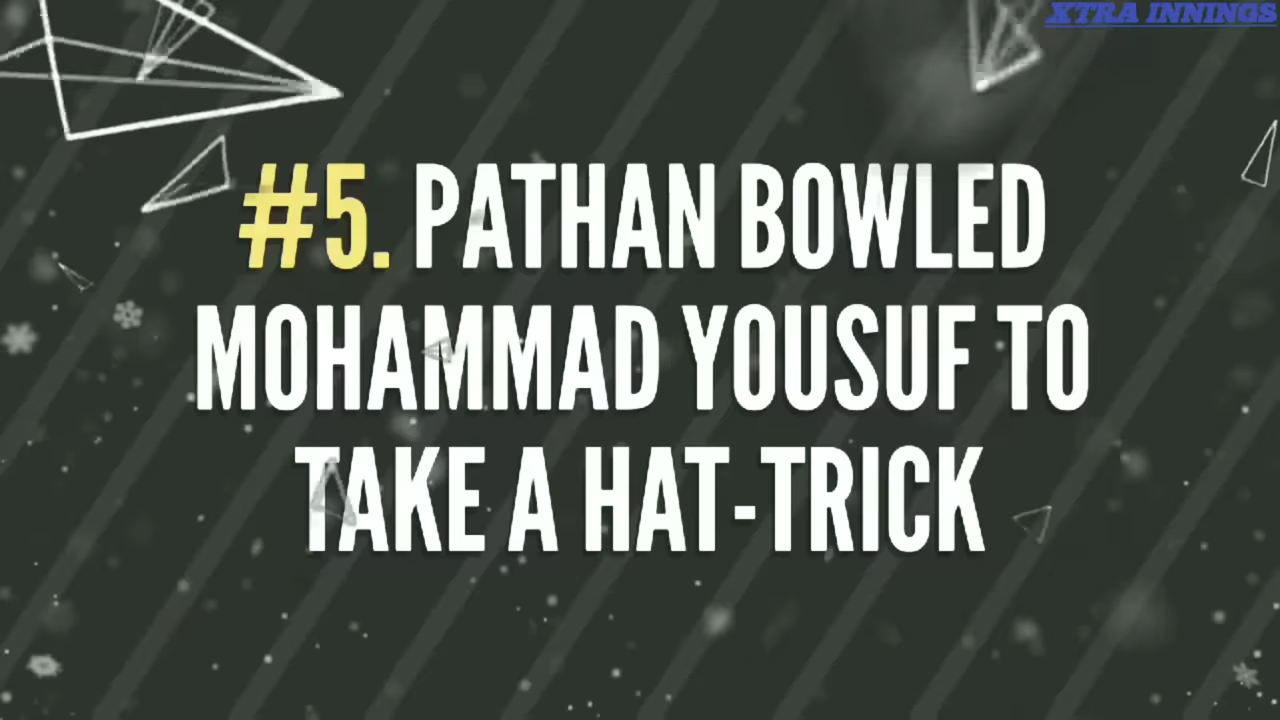 XTRA INNINGS
#5. PATHAN BOWLED
MOHAMMAD YOUSUF TO
TAKE A HAT-TRICK